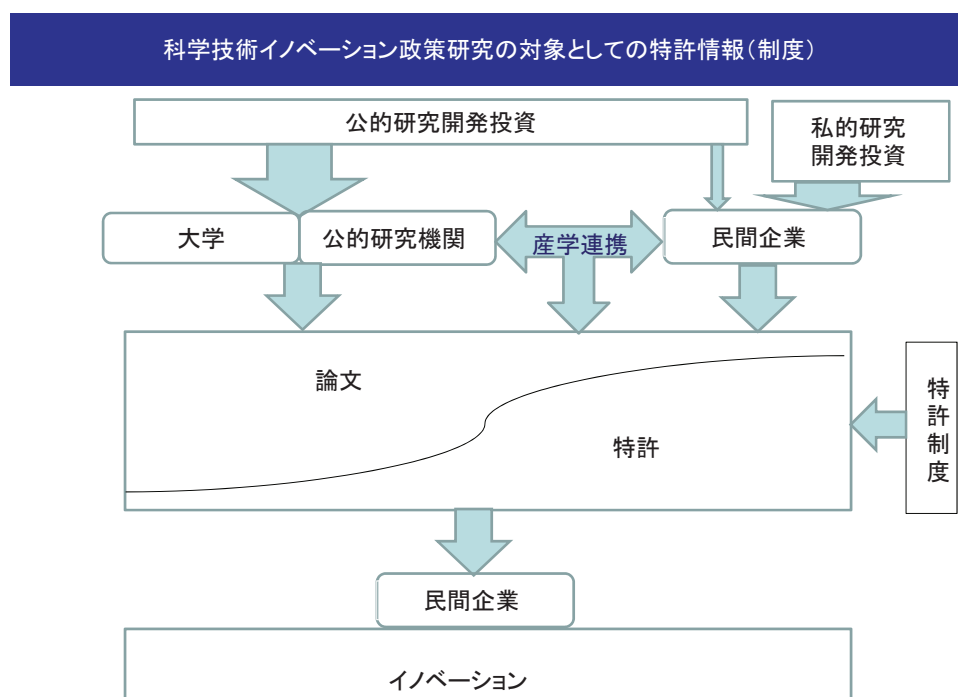 科学技術イノベーション政策研究の対象としての特許情報（制度）
公的研究開発投資
私的研究
開発投資
大学
公的研究機関
産学連携
民間企業
論文
特許
特許制度
民間企業
イノベーション